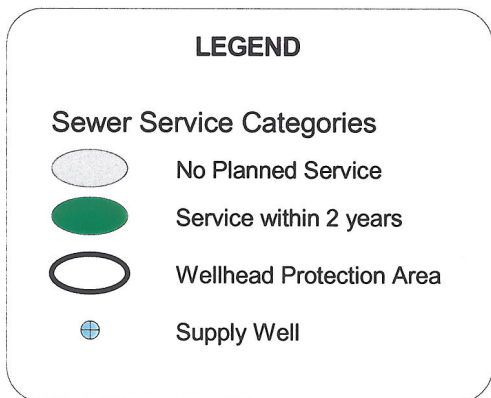 LEGEND
Sewer Service Categories
No Planned Service
Service within 2 years
Wellhead Protection Area
Supply Well